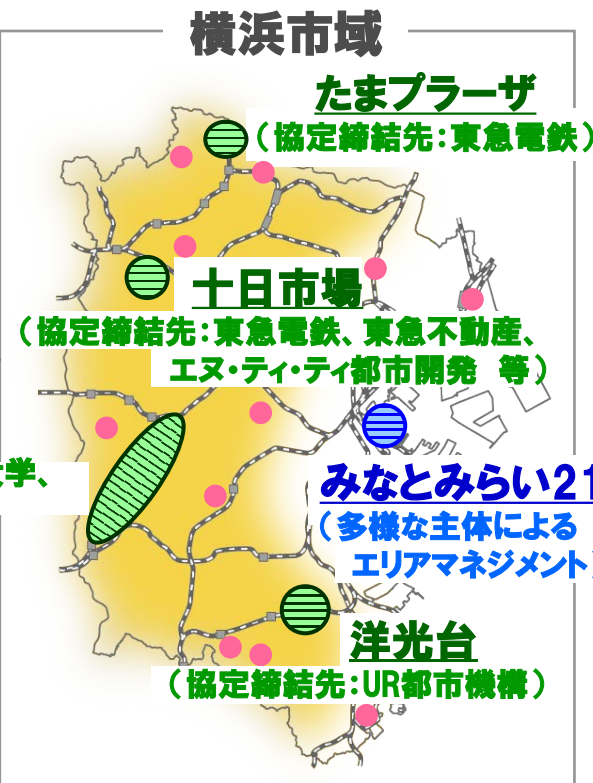 横浜市域
たまプラーザ
（協定締結先：東急電鉄）
十日市場
（協定締結先：東急電鉄、東急不動産、
エヌ・ティ・ティ都市開発　等）
学、
みなとみらい21
（多様な主体による
エリアマネジメント）
洋光台
（協定締結先：UR都市機構）